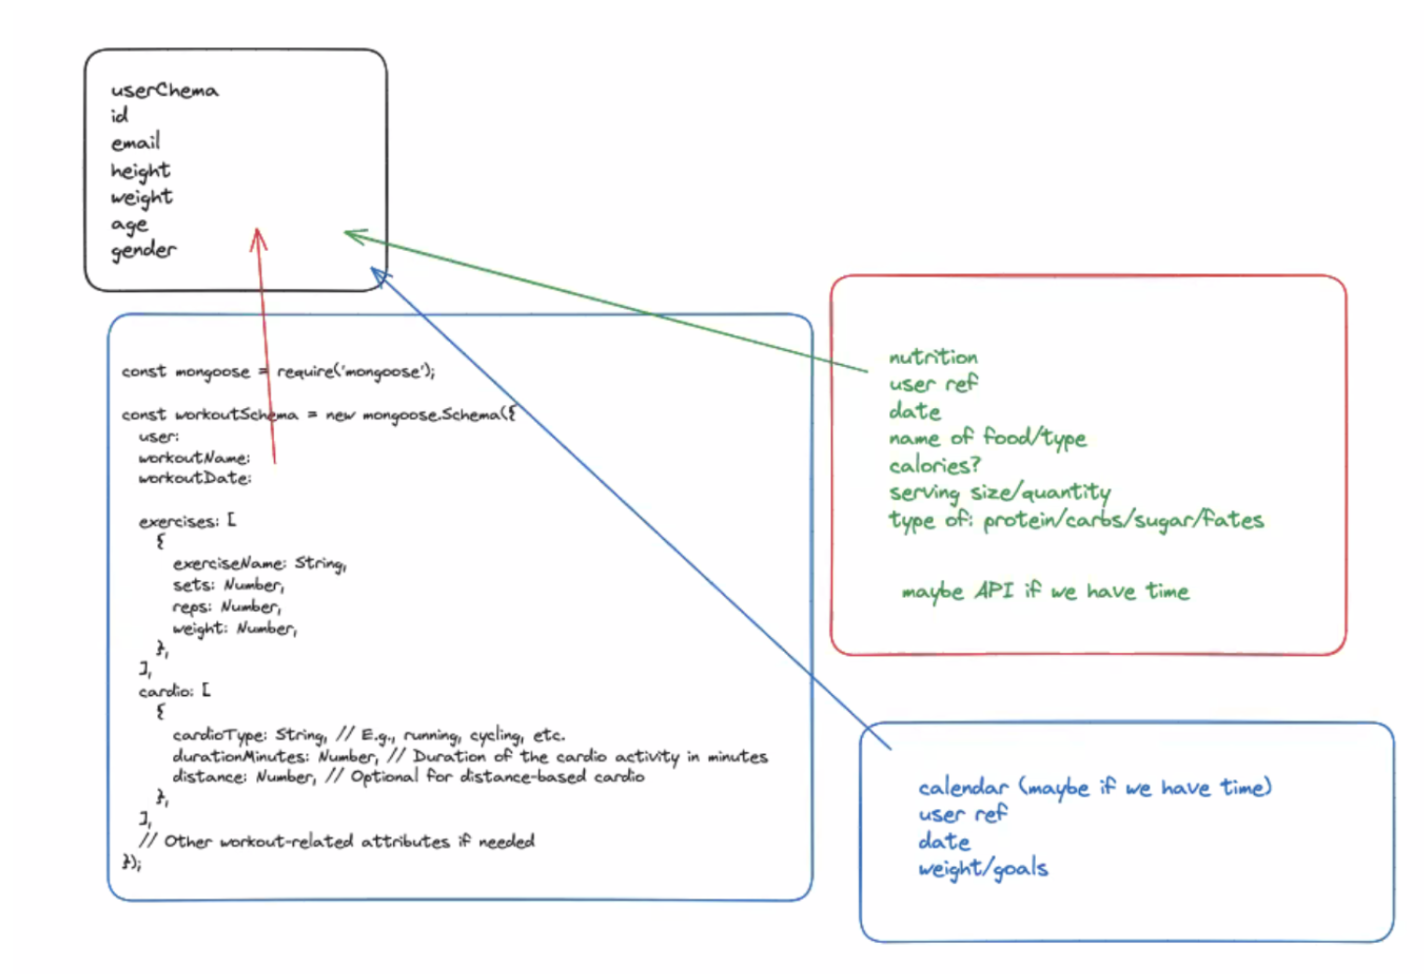 userChema
id
email
height
weight
age
gender
const mongoose = require('mongoose');
const workoutSchema = new mongoose.Schema({
user:
workoutName:
workoutDate:
exercises: [
{
exerciseName: String,
sets: Number,
reps: Number,
weight: Number,
},
],
cardio: [
{
cardioType: String, // E.g., running, cycling, etc.
durationMinutes: Number, // Duration of the cardio activity in minutes
distance: Number, // Optional for distance-based cardio
},
],
// Other workout-related attributes if needed
});
nutrition
user ref
date
name of food/type
calories?
serving size/quantity
type of: protein/carbs/sugar/fates
maybe API if we have time
calendar (maybe if we have time)
user ref
date
weight/goals